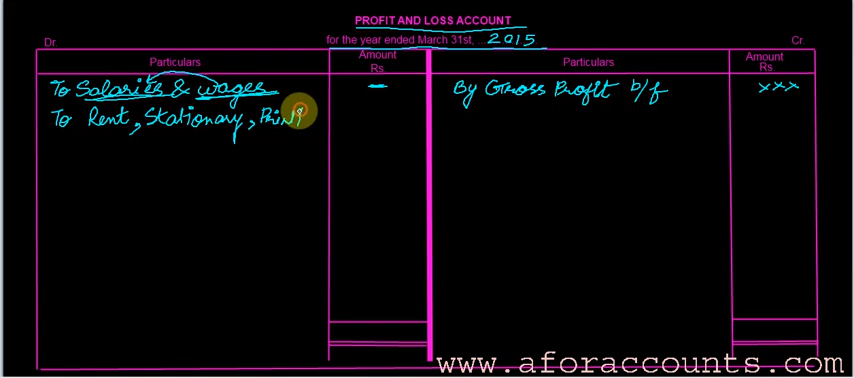 PROFIT AND LOSS ACCOUNT
for the year ended March 31st, 2015
Dr. Cr.
Particulars Amount Rs Particulars Amount Rs
To Salaries & wages — By Gross Profit b/f xxx
To Rent, Stationary, Print
www.aforaccounts.com